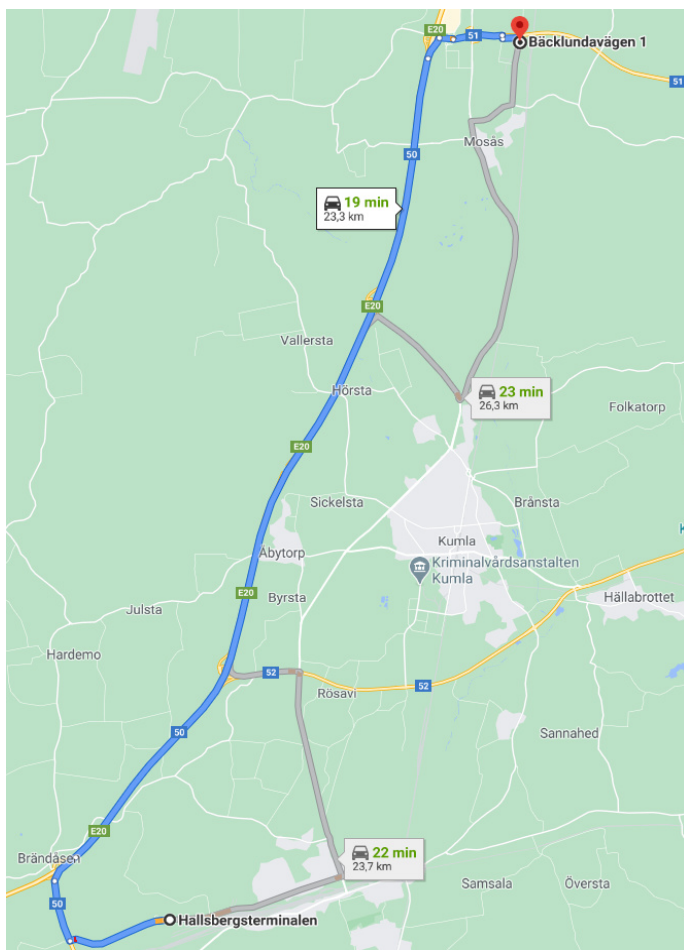 E20
51
Bäcklundavägen 1
51
Mosås
50
19 min
23,3 km
E20
Vallersta
Hörsta
23 min
26,3 km
Folkatorp
E20
Sickelsta
Brånsta
Kumla
K
Åbytorp
Kriminalvårdsanstalten
Kumla
E20
Byrsta
Julsta
Hällabrottet
Hardemo
52
52
Rösavi
50
Sannahed
E20
Brändåsen
22 min
23,7 km
Samsala
Översta
50
Hallsbergsterminalen